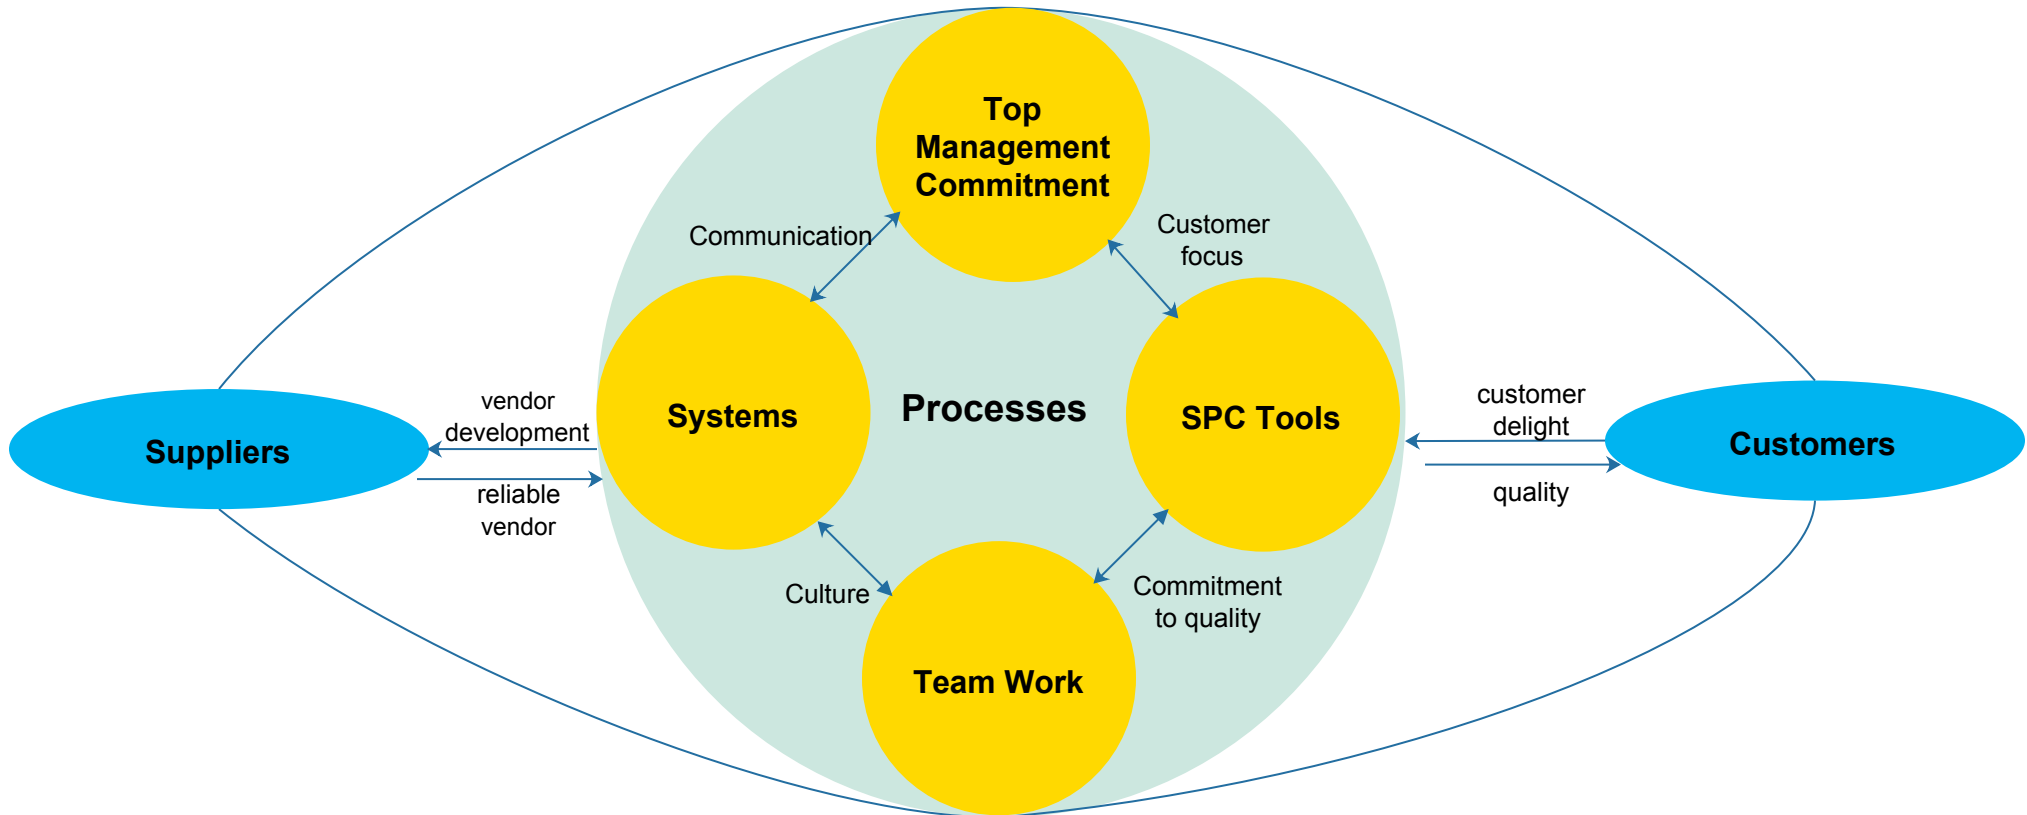 Top
Management
Commitment
Communication
Customer
focus
Systems
Processes
SPC Tools
vendor
development
Suppliers
reliable
vendor
customer
delight
Customers
quality
Culture
Commitment
to quality
Team Work